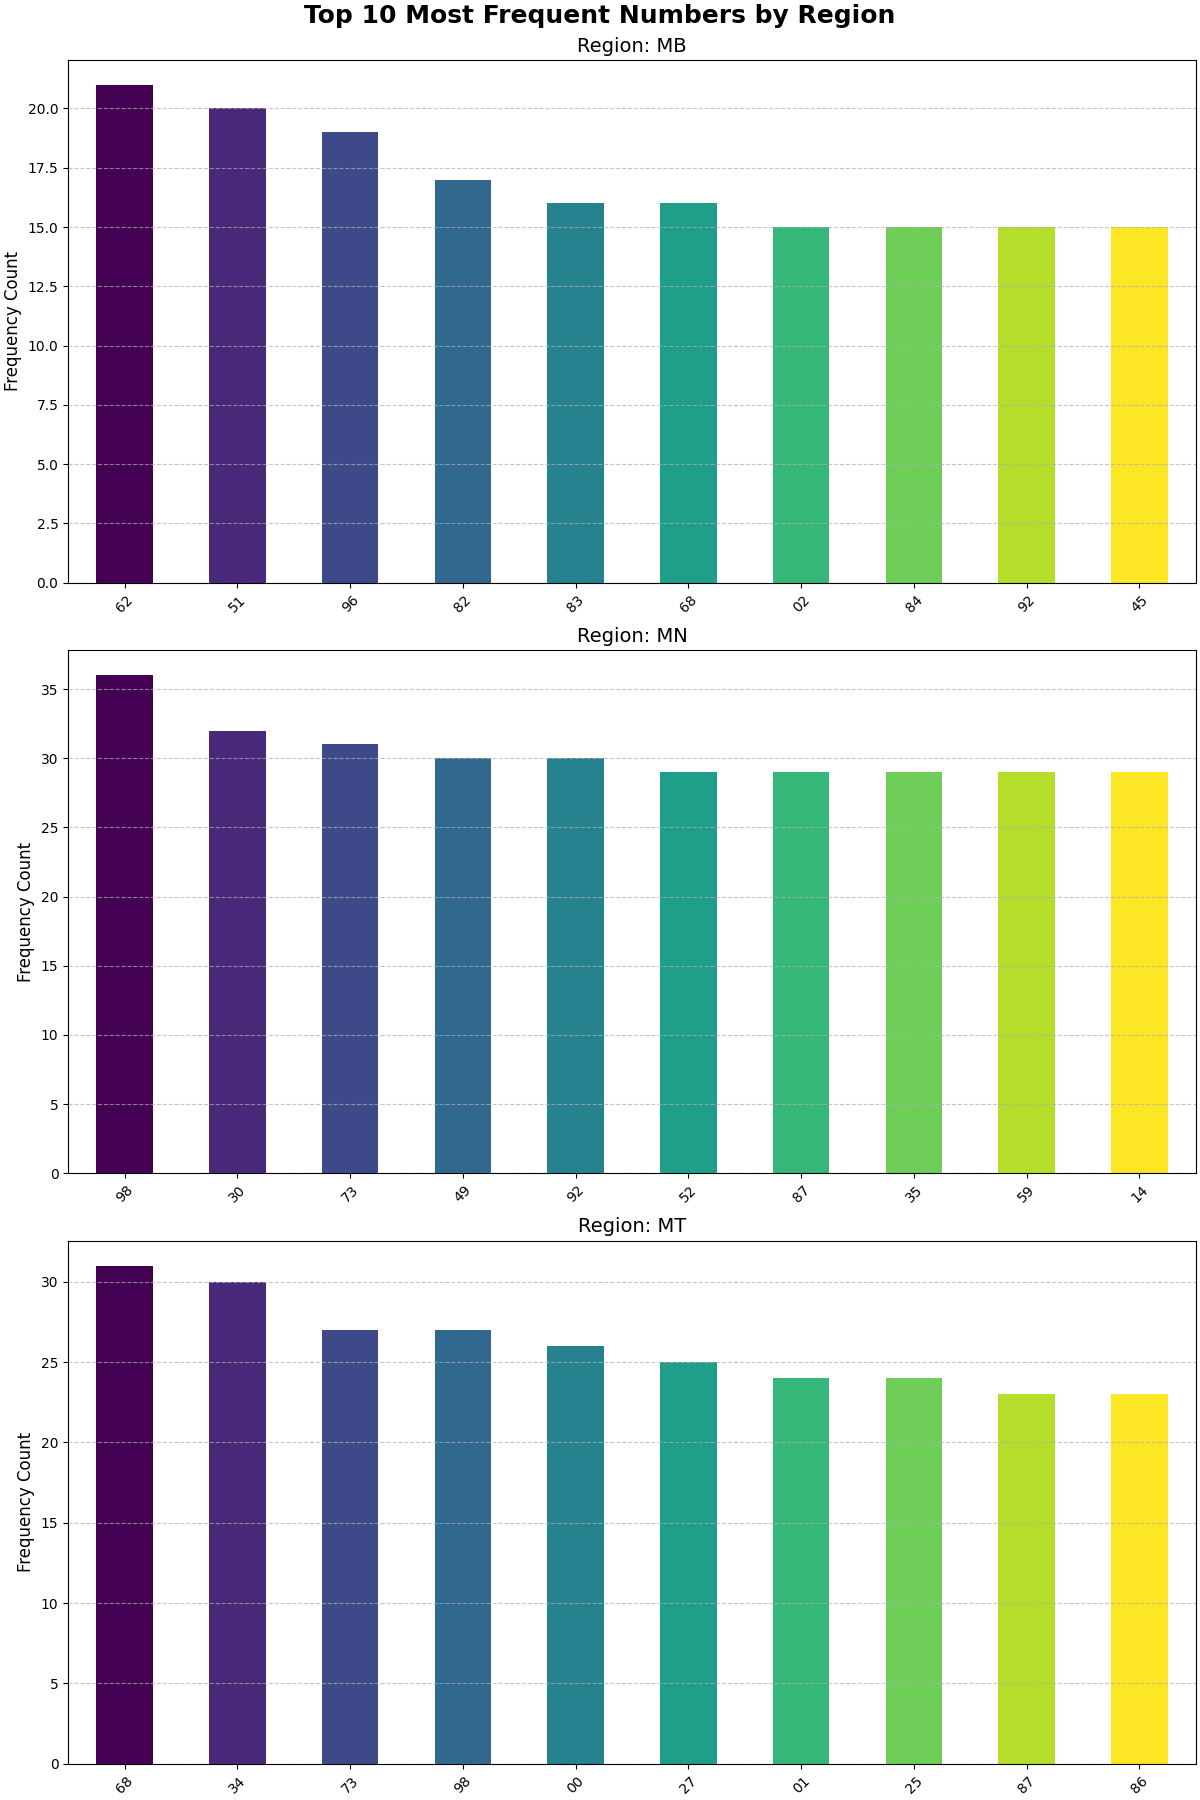 Top 10 Most Frequent Numbers by Region
Region: MB
Frequency Count
20.0
17.5
15.0
12.5
10.0
7.5
5.0
2.5
0.0
62 51 96 82 83 68 02 84 92 45
Region: MN
Frequency Count
35
30
25
20
15
10
5
0
98 30 73 49 92 52 87 35 59 14
Region: MT
Frequency Count
30
25
20
15
10
5
0
68 34 73 98 00 27 01 25 87 86